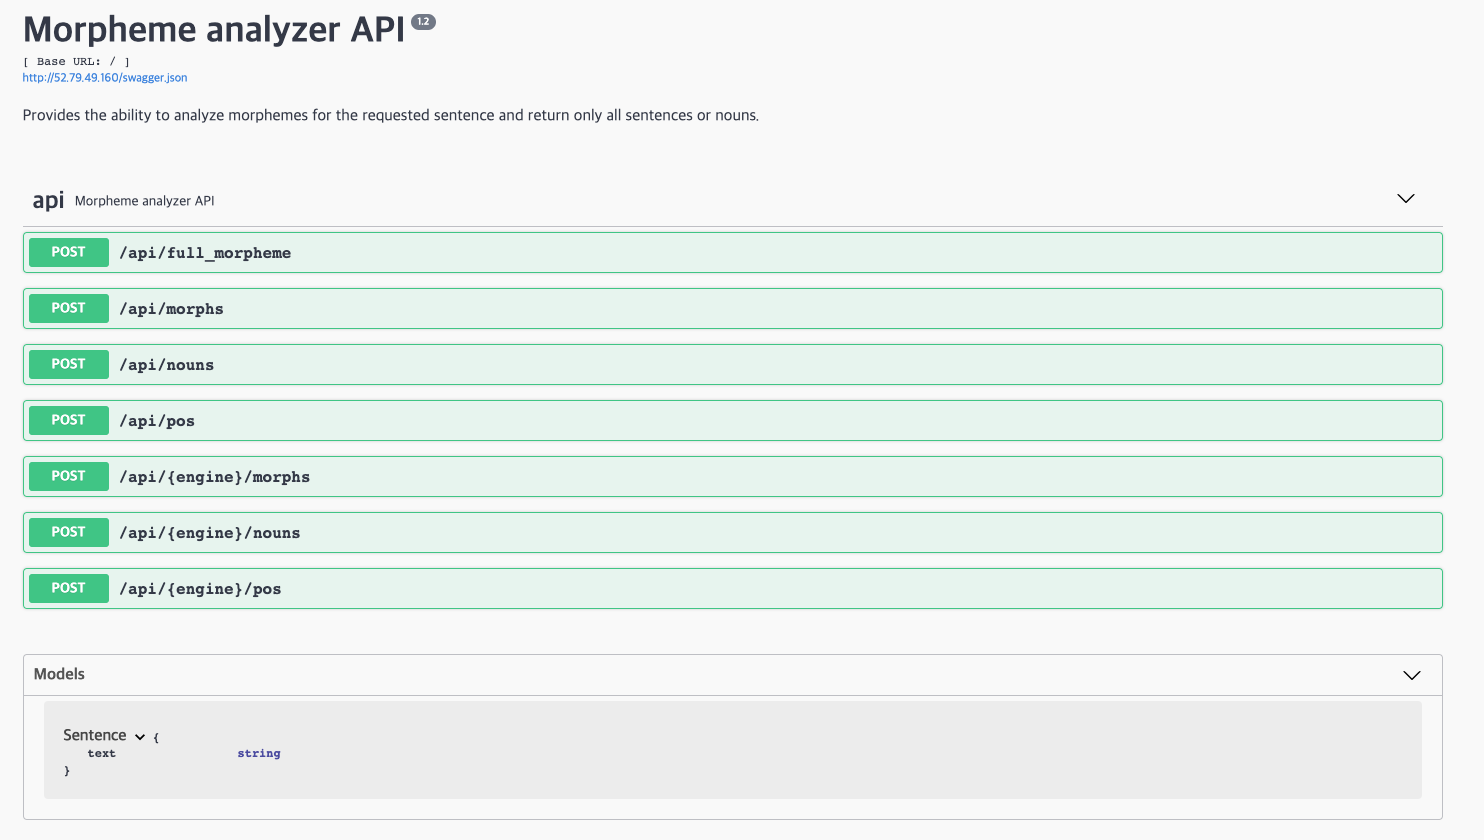 Morpheme analyzer API 1.2
[ Base URL: / ]
http://52.79.49.160/swagger.json
Provides the ability to analyze morphemes for the requested sentence and return only all sentences or nouns.
api Morpheme analyzer API
POST /api/full_morpheme
POST /api/morphs
POST /api/nouns
POST /api/pos
POST /api/{engine}/morphs
POST /api/{engine}/nouns
POST /api/{engine}/pos
Models
Sentence {
text string
}